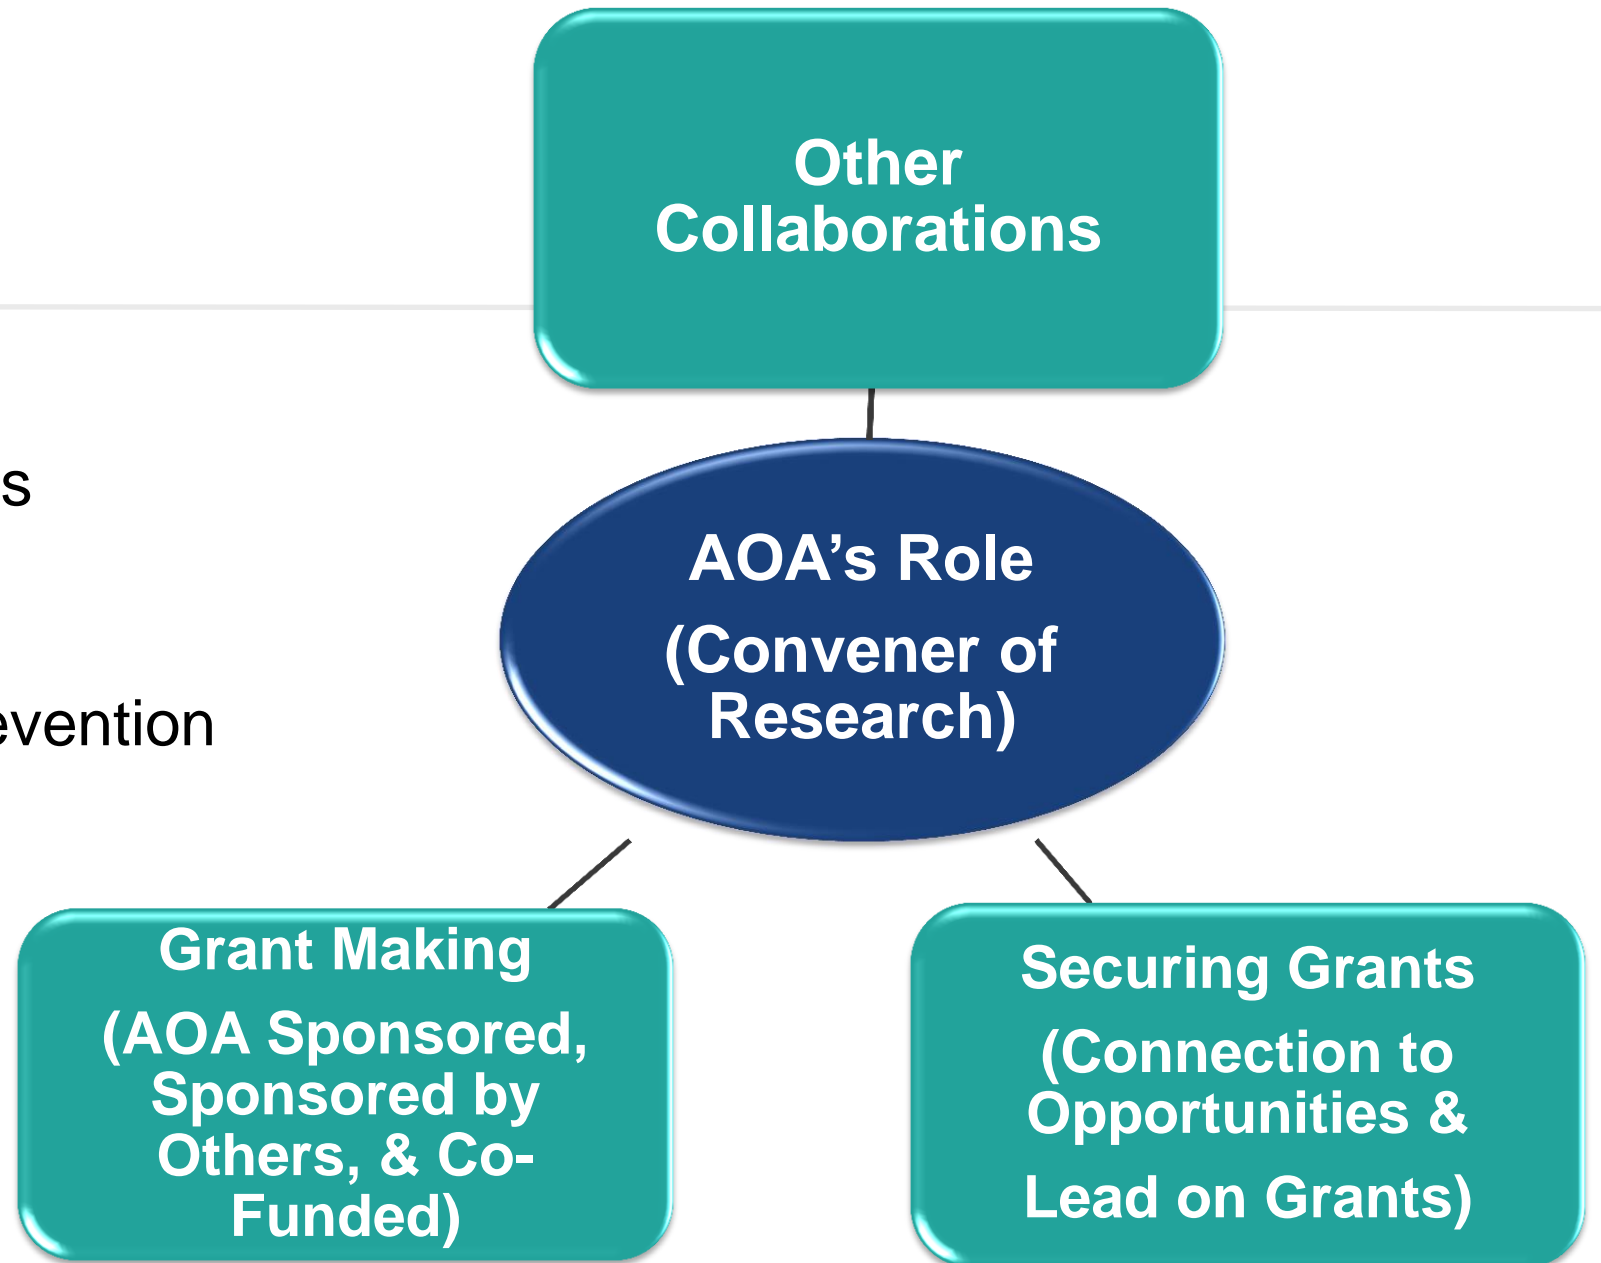 Other
Collaborations
s
AOA’s Role
(Convener of
Research)
evention
Grant Making
(AOA Sponsored,
Sponsored by
Others, & Co-
Funded)
Securing Grants
(Connection to
Opportunities &
Lead on Grants)